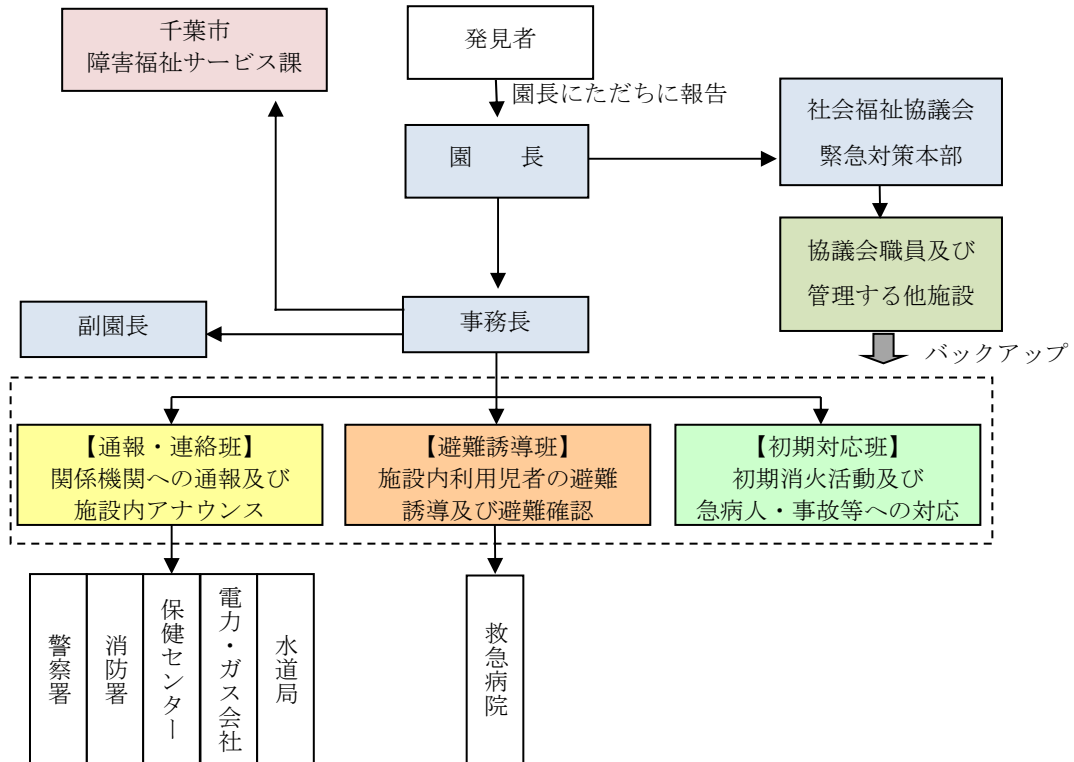 千葉市
障害福祉サービス課
発見者
園長にただちに報告
園　　長
社会福祉協議会
緊急対策本部
協議会職員及び
管理する他施設
バックアップ
副園長
事務長
【通報・連絡班】
関係機関への通報及び
施設内アナウンス
【避難誘導班】
施設内利用児者の避難
誘導及び避難確認
【初期対応班】
初期消火活動及び
急病人・事故等への対応
警察署
消防署
保健センター
電力・ガス会社
水道局
救急病院